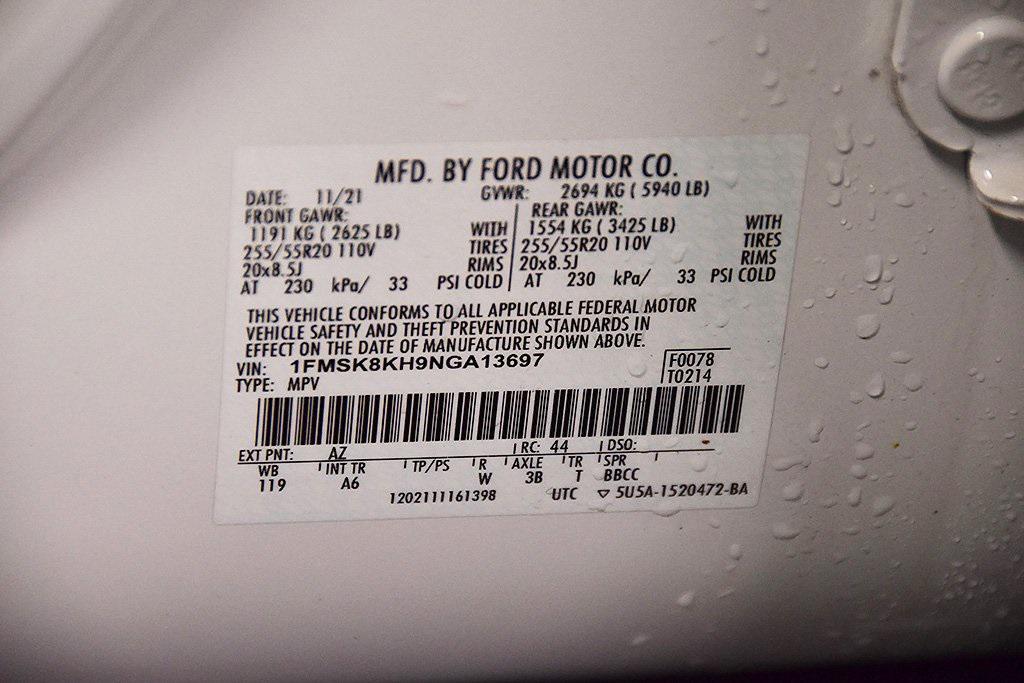 MFD. BY FORD MOTOR CO.
DATE: 11/21 GVWR: 2694 KG ( 5940 LB)
FRONT GAWR: REAR GAWR:
1191 KG ( 2625 LB) WITH 1554 KG ( 3425 LB) WITH
255/55R20 110V TIRES 255/55R20 110V TIRES
20x8.5J RIMS 20x8.5J RIMS
AT 230 kPa/ 33 PSI COLD AT 230 kPa/ 33 PSI COLD
THIS VEHICLE CONFORMS TO ALL APPLICABLE FEDERAL MOTOR
VEHICLE SAFETY AND THEFT PREVENTION STANDARDS IN
EFFECT ON THE DATE OF MANUFACTURE SHOWN ABOVE.
VIN: 1FMSK8KH9NGA13697 F0078
TYPE: MPV T0214
EXT PNT: AZ RC: 44 DSO:
WB INT TR TP/PS R AXLE TR SPR
119 A6 W 3B T BBCC
1202111161398 UTC ▽ 5U5A-1520472-BA